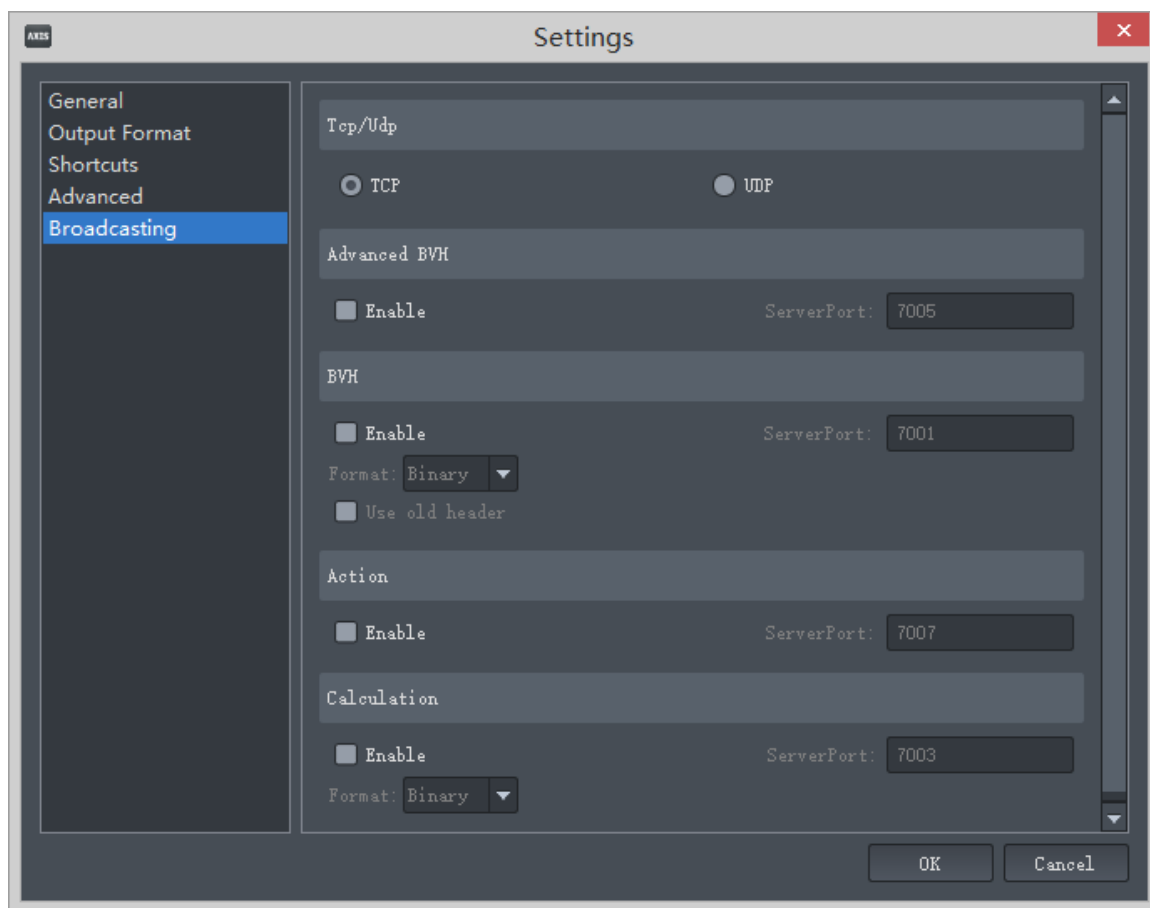 AXIS
Settings
General
Output Format
Shortcuts
Advanced
Broadcasting
Tcp/Udp
TCP UDP
Advanced BVH
Enable ServerPort: 7005
BVH
Enable ServerPort: 7001
Format: Binary
Use old header
Action
Enable ServerPort: 7007
Calculation
Enable ServerPort: 7003
Format: Binary
OK Cancel